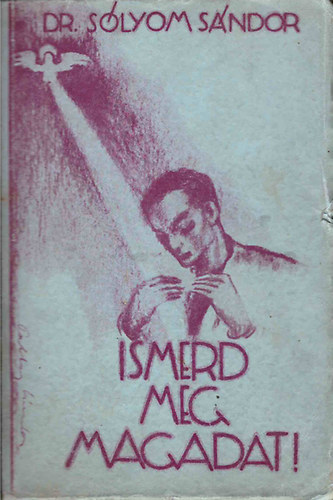 DR. SÓLYOM SÁNDOR
ISMERD
MEG
MAGADAT!